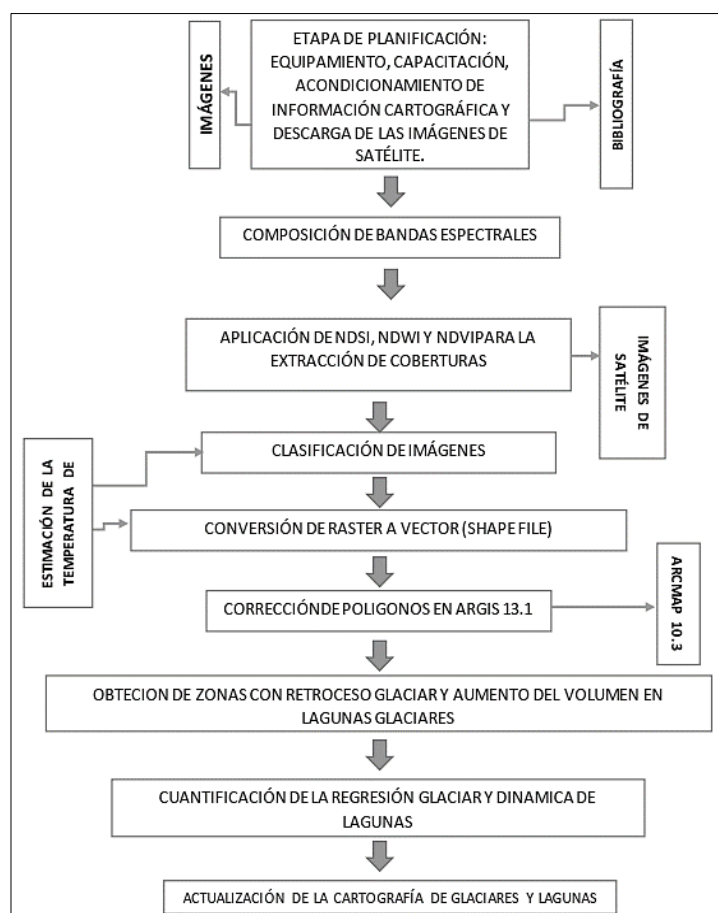 ETAPA DE PLANIFICACIÓN:
EQUIPAMIENTO, CAPACITACIÓN,
ACONDICIONAMIENTO DE
INFORMACIÓN CARTOGRÁFICA Y
DESCARGA DE LAS IMÁGENES DE
SATÉLITE.
IMÁGENES
BIBLIOGRAFÍA
COMPOSICIÓN DE BANDAS ESPECTRALES
APLICACIÓN DE NDSI, NDWI Y NDVIPARA LA
EXTRACCIÓN DE COBERTURAS
IMÁGENES DE
SATÉLITE
CLASIFICACIÓN DE IMÁGENES
ESTIMACIÓN DE LA
TEMPERATURA DE
CONVERSIÓN DE RASTER A VECTOR (SHAPE FILE)
CORRECCIÓN DE POLIGONOS EN ARGIS 13.1
ARCMAP 10.3
OBTECION DE ZONAS CON RETROCESO GLACIAR Y AUMENTO DEL VOLUMEN EN
LAGUNAS GLACIARES
CUANTIFICACIÓN DE LA REGRESIÓN GLACIAR Y DINAMICA DE
LAGUNAS
ACTUALIZACIÓN DE LA CARTOGRAFÍA DE GLACIARES Y LAGUNAS